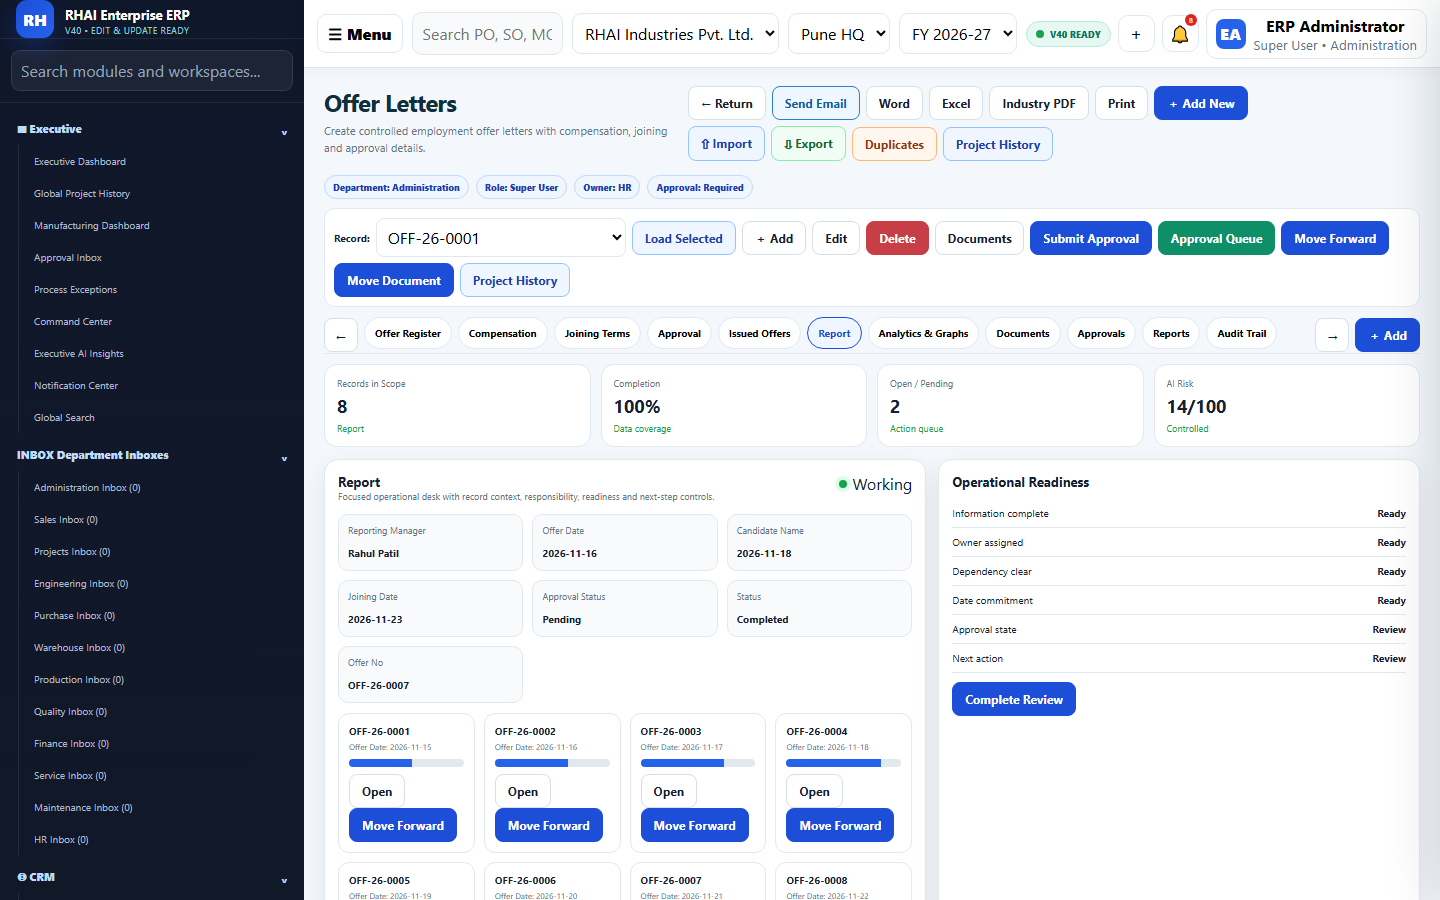 RH
RHAI Enterprise ERP
V40 • EDIT & UPDATE READY
Search modules and workspaces...
Executive
Executive Dashboard
Global Project History
Manufacturing Dashboard
Approval Inbox
Process Exceptions
Command Center
Executive AI Insights
Notification Center
Global Search
INBOX Department Inboxes
Administration Inbox (0)
Sales Inbox (0)
Projects Inbox (0)
Engineering Inbox (0)
Purchase Inbox (0)
Warehouse Inbox (0)
Production Inbox (0)
Quality Inbox (0)
Finance Inbox (0)
Service Inbox (0)
Maintenance Inbox (0)
HR Inbox (0)
CRM
☰ Menu
Search PO, SO, MC
RHAI Industries Pvt. Ltd.
Pune HQ
FY 2026-27
V40 READY
+
8
EA
ERP Administrator
Super User • Administration
Offer Letters
Create controlled employment offer letters with compensation, joining
and approval details.
← Return
Send Email
Word
Excel
Industry PDF
Print
+ Add New
⇧ Import
⇩ Export
Duplicates
Project History
Department: Administration
Role: Super User
Owner: HR
Approval: Required
Record:
OFF-26-0001
Load Selected
+ Add
Edit
Delete
Documents
Submit Approval
Approval Queue
Move Forward
Move Document
Project History
←
Offer Register
Compensation
Joining Terms
Approval
Issued Offers
Report
Analytics & Graphs
Documents
Approvals
Reports
Audit Trail
→
+ Add
Records in Scope
8
Report
Completion
100%
Data coverage
Open / Pending
2
Action queue
AI Risk
14/100
Controlled
Report
Focused operational desk with record context, responsibility, readiness and next-step controls.
Working
Reporting Manager
Rahul Patil
Offer Date
2026-11-16
Candidate Name
2026-11-18
Joining Date
2026-11-23
Approval Status
Pending
Status
Completed
Offer No
OFF-26-0007
OFF-26-0001
Offer Date: 2026-11-15
Open
Move Forward
OFF-26-0002
Offer Date: 2026-11-16
Open
Move Forward
OFF-26-0003
Offer Date: 2026-11-17
Open
Move Forward
OFF-26-0004
Offer Date: 2026-11-18
Open
Move Forward
OFF-26-0005
Offer Date: 2026-11-19
OFF-26-0006
Offer Date: 2026-11-20
OFF-26-0007
Offer Date: 2026-11-21
OFF-26-0008
Offer Date: 2026-11-22
Operational Readiness
Information complete Ready
Owner assigned Ready
Dependency clear Ready
Date commitment Ready
Approval state Review
Next action Review
Complete Review